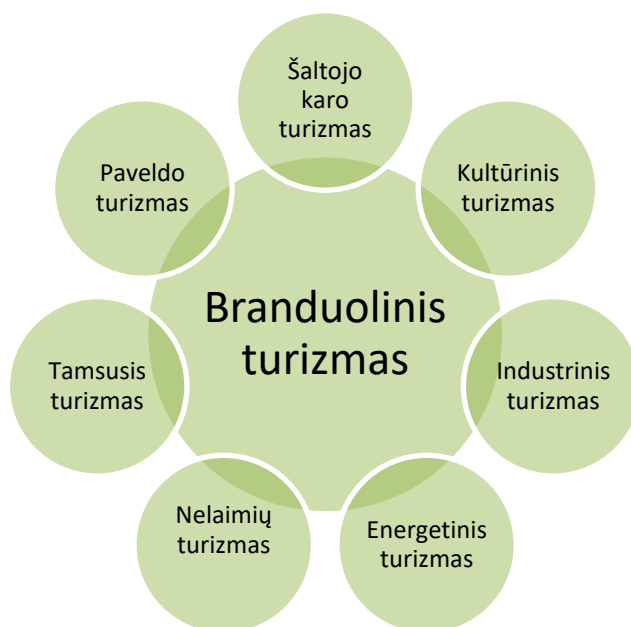 Šaltojo
karo
turizmas
Paveldo
turizmas
Kultūrinis
turizmas
Branduolinis
turizmas
Tamsusis
turizmas
Industrinis
turizmas
Nelaimių
turizmas
Energetinis
turizmas